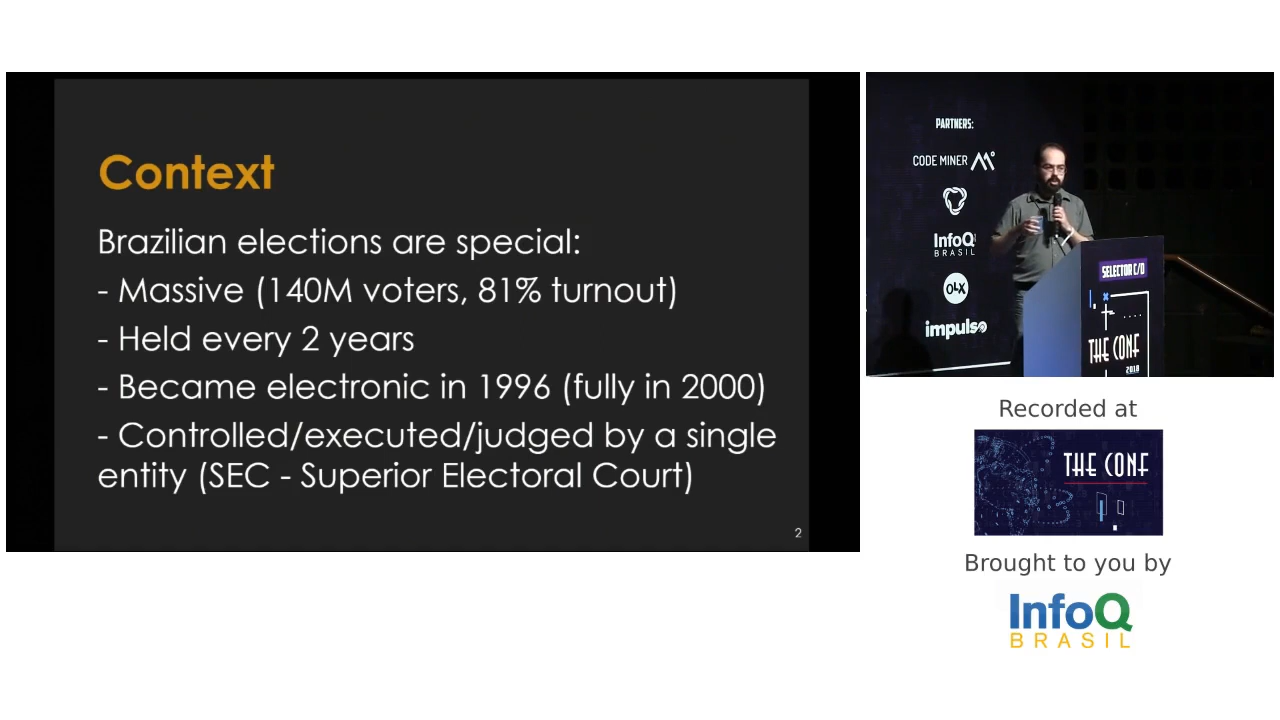 Context
Brazilian elections are special:
- Massive (140M voters, 81% turnout)
- Held every 2 years
- Became electronic in 1996 (fully in 2000)
- Controlled/executed/judged by a single
entity (SEC - Superior Electoral Court)
2
PARTNERS:
CODE MINER
InfoQ
BRASIL
OLX
impulso
SELECTOR C/D
THE CONF
2018
Recorded at
THE CONF
Brought to you by
InfoQ
BRASIL